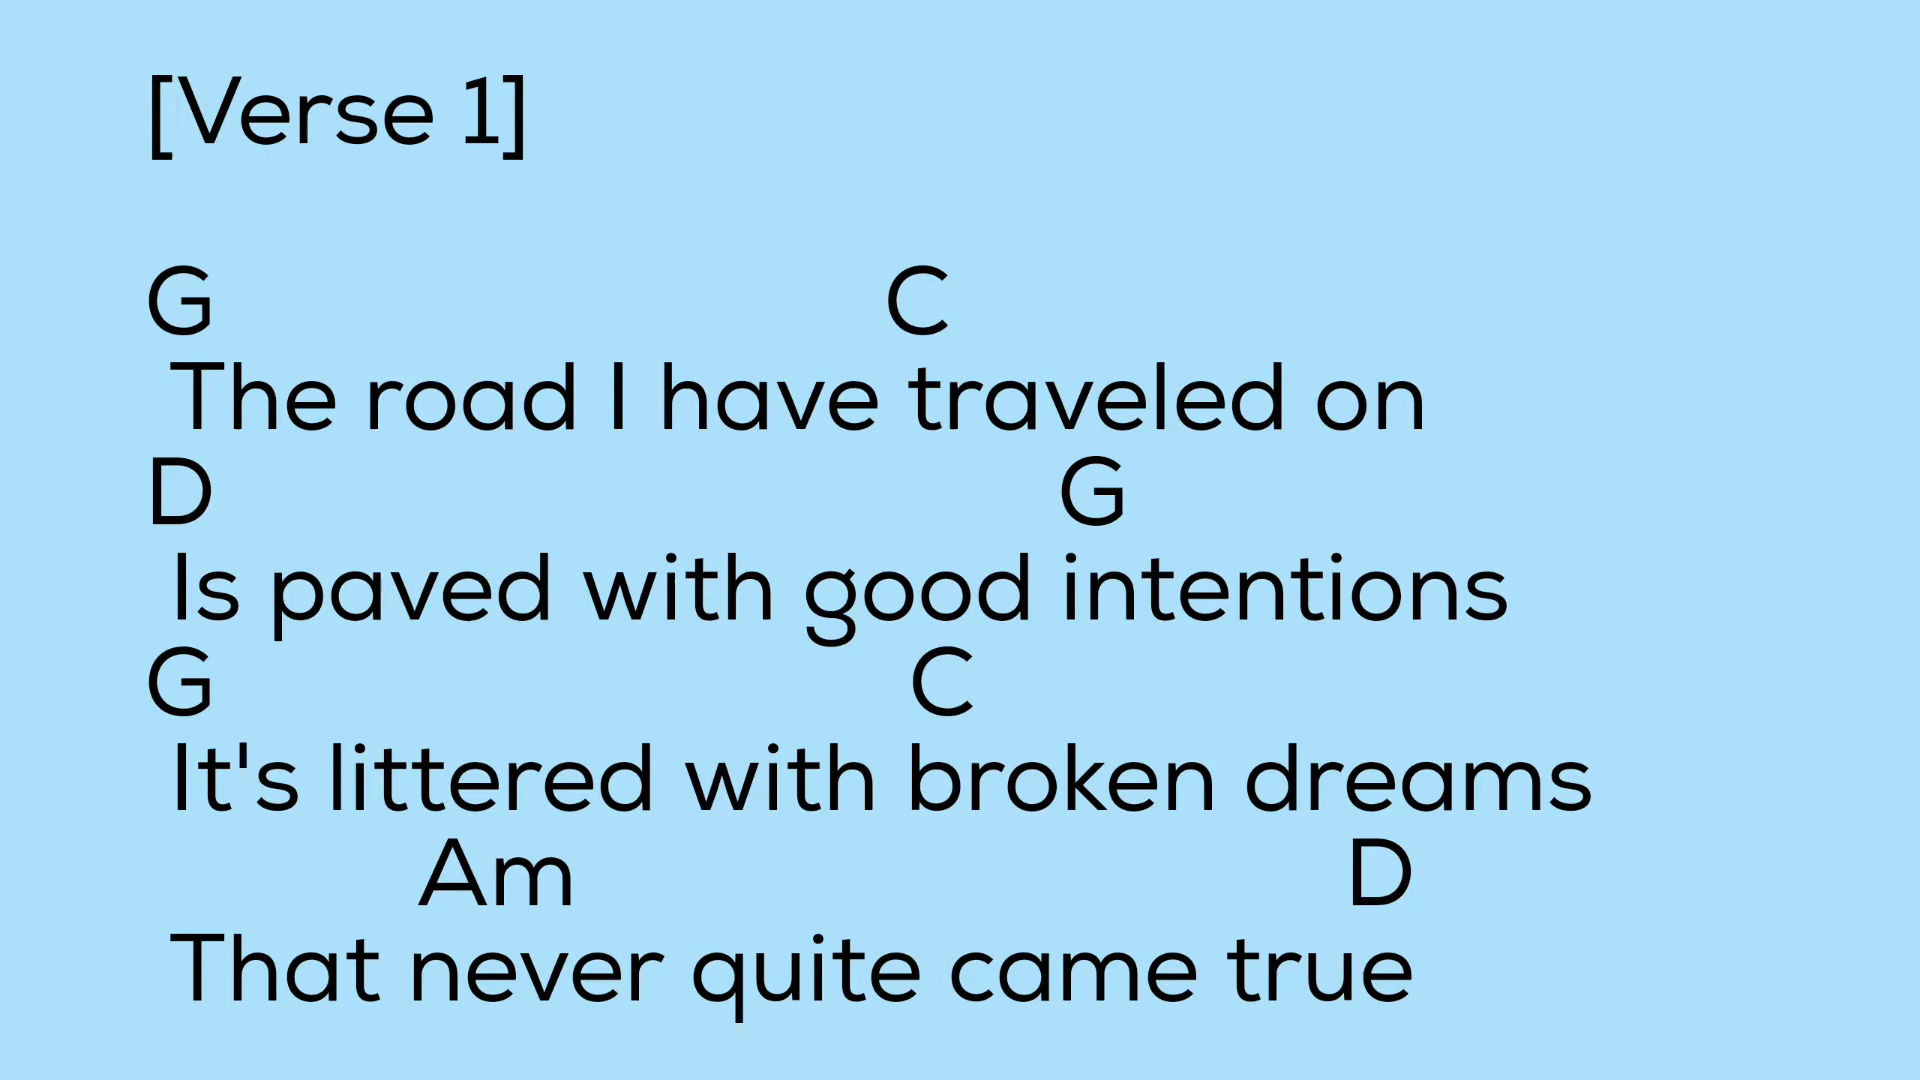 [Verse 1]
G C
The road I have traveled on
D G
Is paved with good intentions
G C
It's littered with broken dreams
Am D
That never quite came true